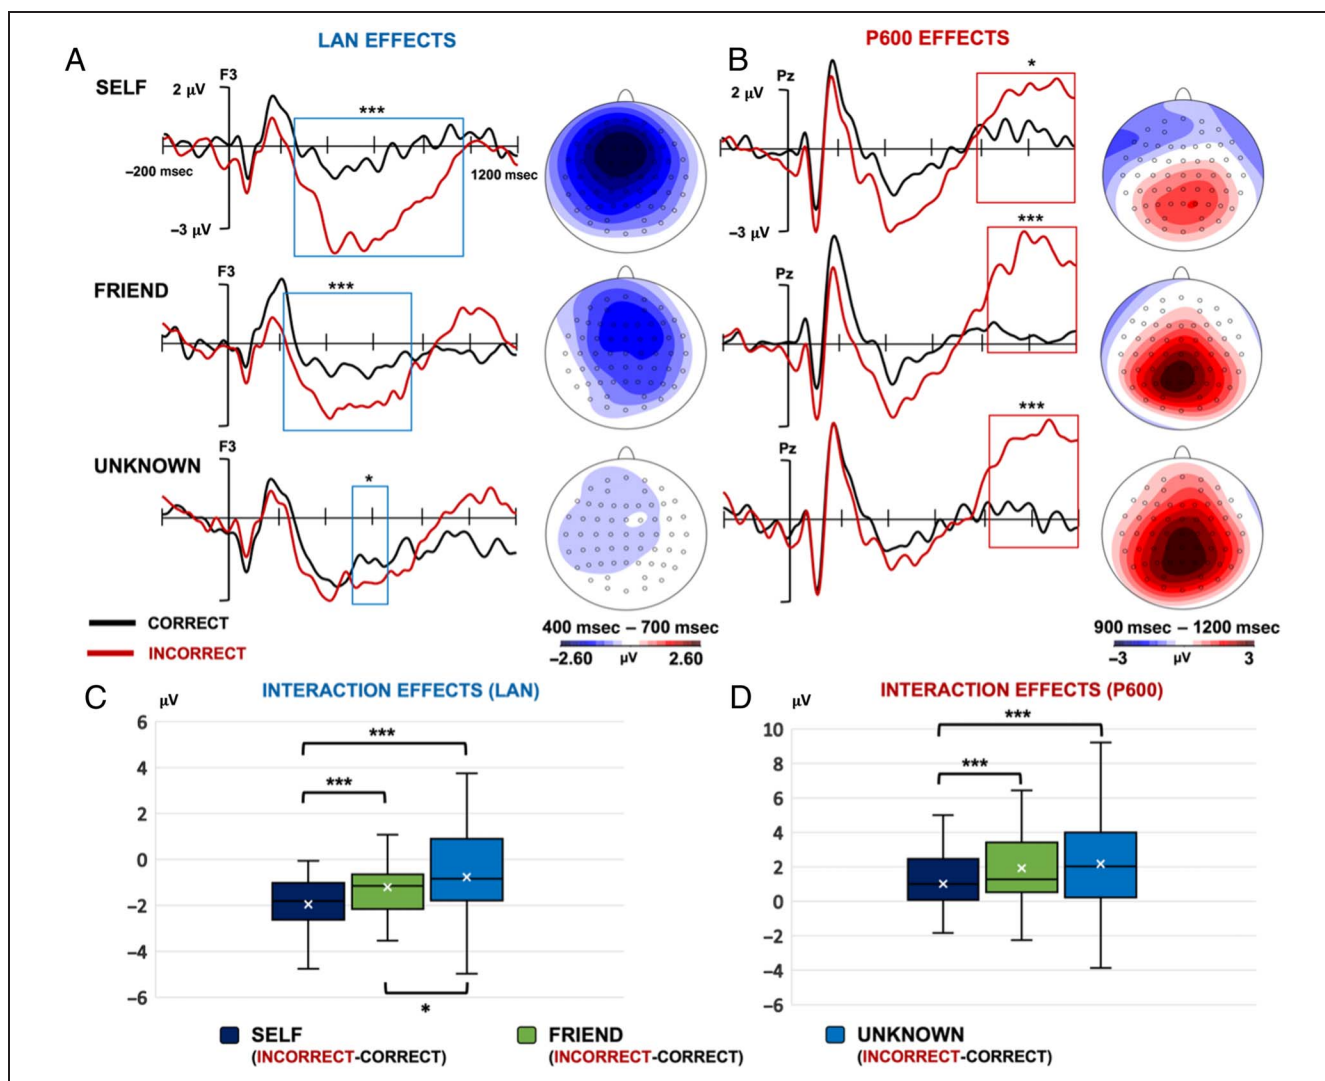 A
LAN EFFECTS
SELF
F3
2 μV
***
–200 msec
1200 msec
–3 μV
FRIEND
F3
***
UNKNOWN
F3
*
CORRECT
INCORRECT
400 msec – 700 msec
–2.60 μV 2.60
B
P600 EFFECTS
Pz
2 μV
*
–3 μV
Pz
***
Pz
***
900 msec – 1200 msec
–3 μV 3
C
μV
INTERACTION EFFECTS (LAN)
6
4
2
0
–2
–4
–6
***
***
*
D
μV
INTERACTION EFFECTS (P600)
10
8
6
4
2
0
–2
–4
–6
***
***
SELF
(INCORRECT-CORRECT)
FRIEND
(INCORRECT-CORRECT)
UNKNOWN
(INCORRECT-CORRECT)